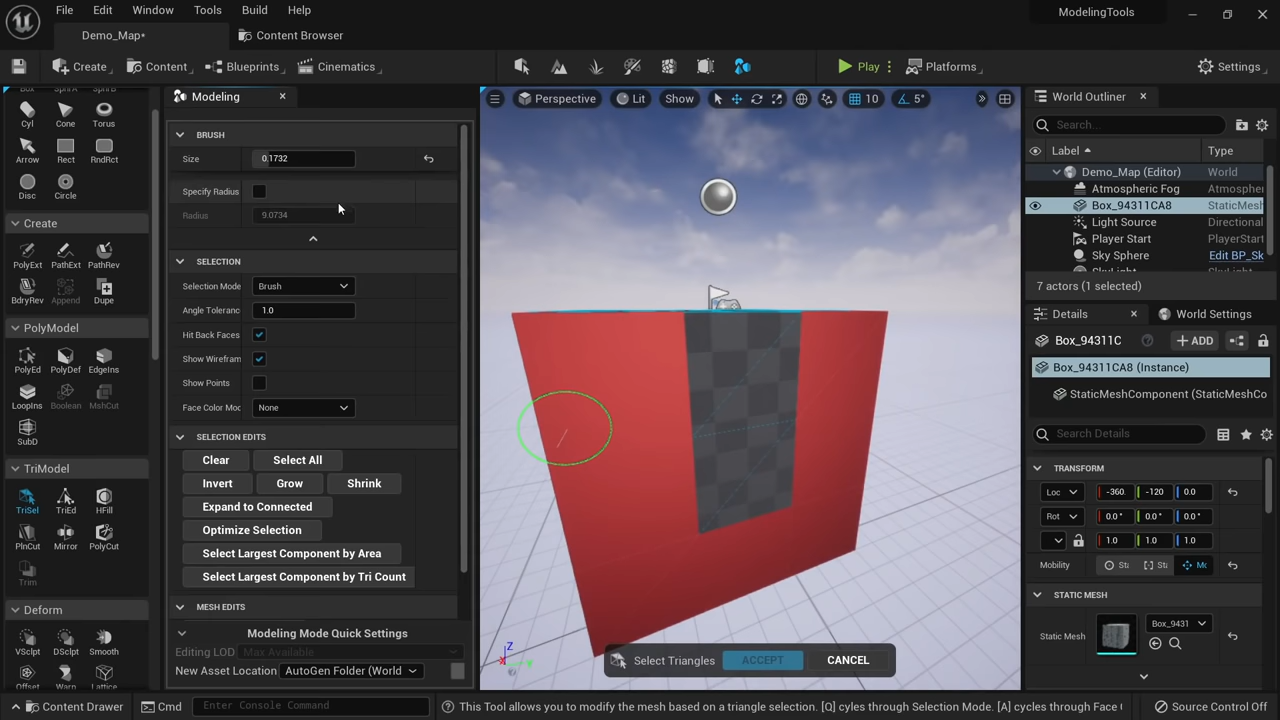 File Edit Window Tools Build Help
ModelingTools
Demo_Map*
Content Browser
Create
Content
Blueprints
Cinematics
Play
Platforms
Settings
Cyl Cone Torus
Arrow Rect RndRct
Disc Circle
Create
PolyExt PathExt PathRev
BdryRev Append Dupe
PolyModel
PolyEd PolyDef EdgeIns
LoopIns Boolean MshCut
SubD
TriModel
TriSel TriEd HFill
PlnCut Mirror PolyCut
Trim
Deform
VSclpt DSclpt Smooth
Offset Warp Lattice
Modeling
BRUSH
Size 0.1732
Specify Radius
Radius 9.0734
SELECTION
Selection Mode Brush
Angle Toleranc 1.0
Hit Back Faces
Show Wirefram
Show Points
Face Color Mod None
SELECTION EDITS
Clear Select All
Invert Grow Shrink
Expand to Connected
Optimize Selection
Select Largest Component by Area
Select Largest Component by Tri Count
MESH EDITS
Modeling Mode Quick Settings
Editing LOD Max Available
New Asset Location AutoGen Folder (World
Perspective Lit Show 10 5°
Z
X Y
Select Triangles ACCEPT CANCEL
World Outliner
Search...
Label Type
Demo_Map (Editor) World
Atmospheric Fog Atmospheri
Box_94311CA8 StaticMesh
Light Source Directional
Player Start PlayerStart
Sky Sphere Edit BP_Sk
SkyLight
7 actors (1 selected)
Details World Settings
Box_94311C ADD
Box_94311CA8 (Instance)
StaticMeshComponent (StaticMeshCo
Search Details
TRANSFORM
Loc -360. -120 0.0
Rot 0.0° 0.0° 0.0°
1.0 1.0 1.0
Mobility Sta Sta Mo
STATIC MESH
Static Mesh Box_9431
Content Drawer Cmd Enter Console Command
This Tool allows you to modify the mesh based on a triangle selection. [Q] cyles through Selection Mode. [A] cycles through Face
Source Control Off